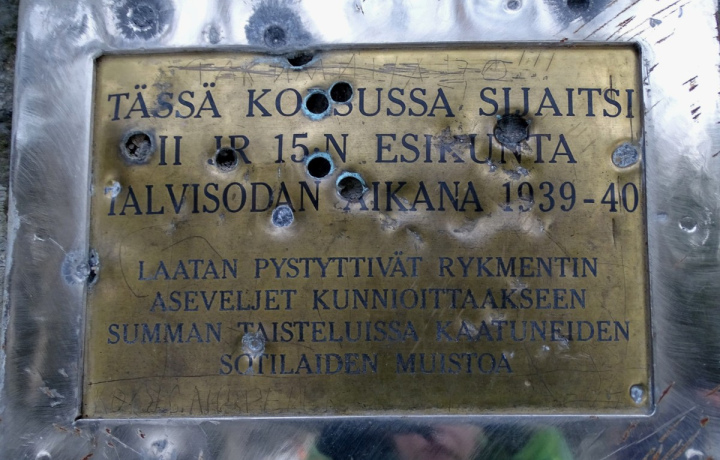 TÄSSÄ KORSUSSA SIJAITSI
II JR 15:N ESIKUNTA
TALVISODAN AIKANA 1939-40
LAATAN PYSTYTTIVÄT RYKMENTIN
ASEVELJET KUNNIOITTAAKSEEN
SUMMAN TAISTELUISSA KAATUNEIDEN
SOTILAIDEN MUISTOA